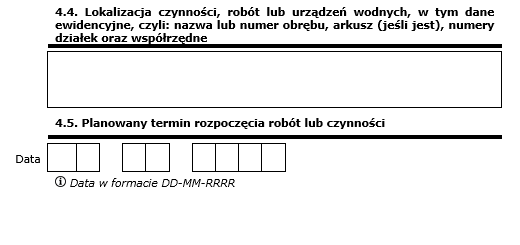 4.4. Lokalizacja czynności, robót lub urządzeń wodnych, w tym dane
ewidencyjne, czyli: nazwa lub numer obrębu, arkusz (jeśli jest), numery
działek oraz współrzędne
4.5. Planowany termin rozpoczęcia robót lub czynności
Data
Data w formacie DD-MM-RRRR